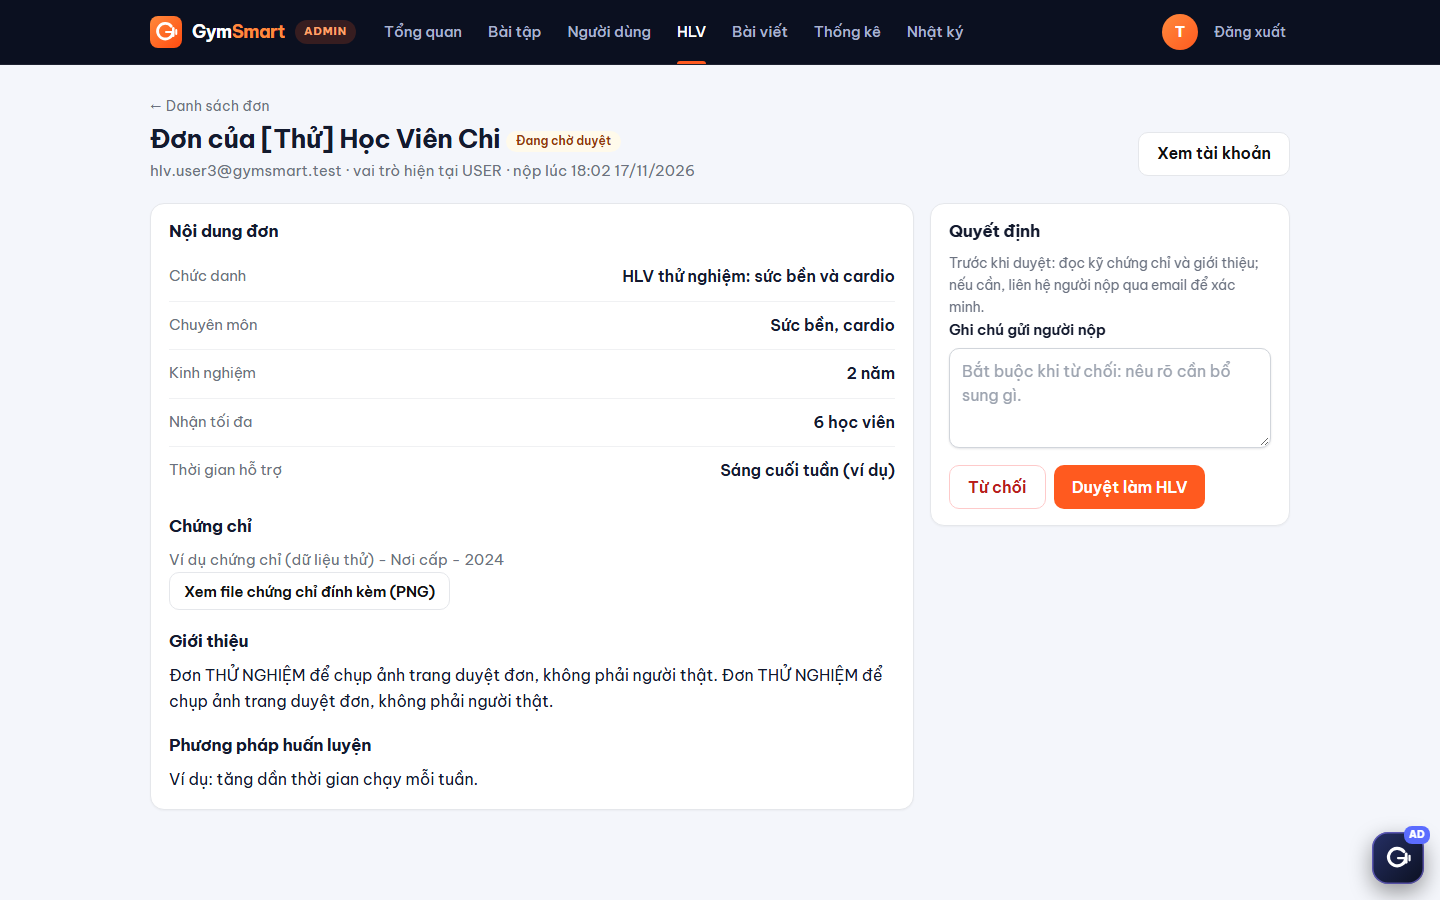 GymSmart ADMIN Tổng quan Bài tập Người dùng HLV Bài viết Thống kê Nhật ký T Đăng xuất
← Danh sách đơn
Đơn của [Thử] Học Viên Chi Đang chờ duyệt
hlv.user3@gymsmart.test · vai trò hiện tại USER · nộp lúc 18:02 17/11/2026
Xem tài khoản
Nội dung đơn
Chức danh HLV thử nghiệm: sức bền và cardio
Chuyên môn Sức bền, cardio
Kinh nghiệm 2 năm
Nhận tối đa 6 học viên
Thời gian hỗ trợ Sáng cuối tuần (ví dụ)
Chứng chỉ
Ví dụ chứng chỉ (dữ liệu thử) - Nơi cấp - 2024
Xem file chứng chỉ đính kèm (PNG)
Giới thiệu
Đơn THỬ NGHIỆM để chụp ảnh trang duyệt đơn, không phải người thật. Đơn THỬ NGHIỆM để
chụp ảnh trang duyệt đơn, không phải người thật.
Phương pháp huấn luyện
Ví dụ: tăng dần thời gian chạy mỗi tuần.
Quyết định
Trước khi duyệt: đọc kỹ chứng chỉ và giới thiệu;
nếu cần, liên hệ người nộp qua email để xác
minh.
Ghi chú gửi người nộp
Bắt buộc khi từ chối: nêu rõ cần bổ
sung gì.
Từ chối Duyệt làm HLV
AD